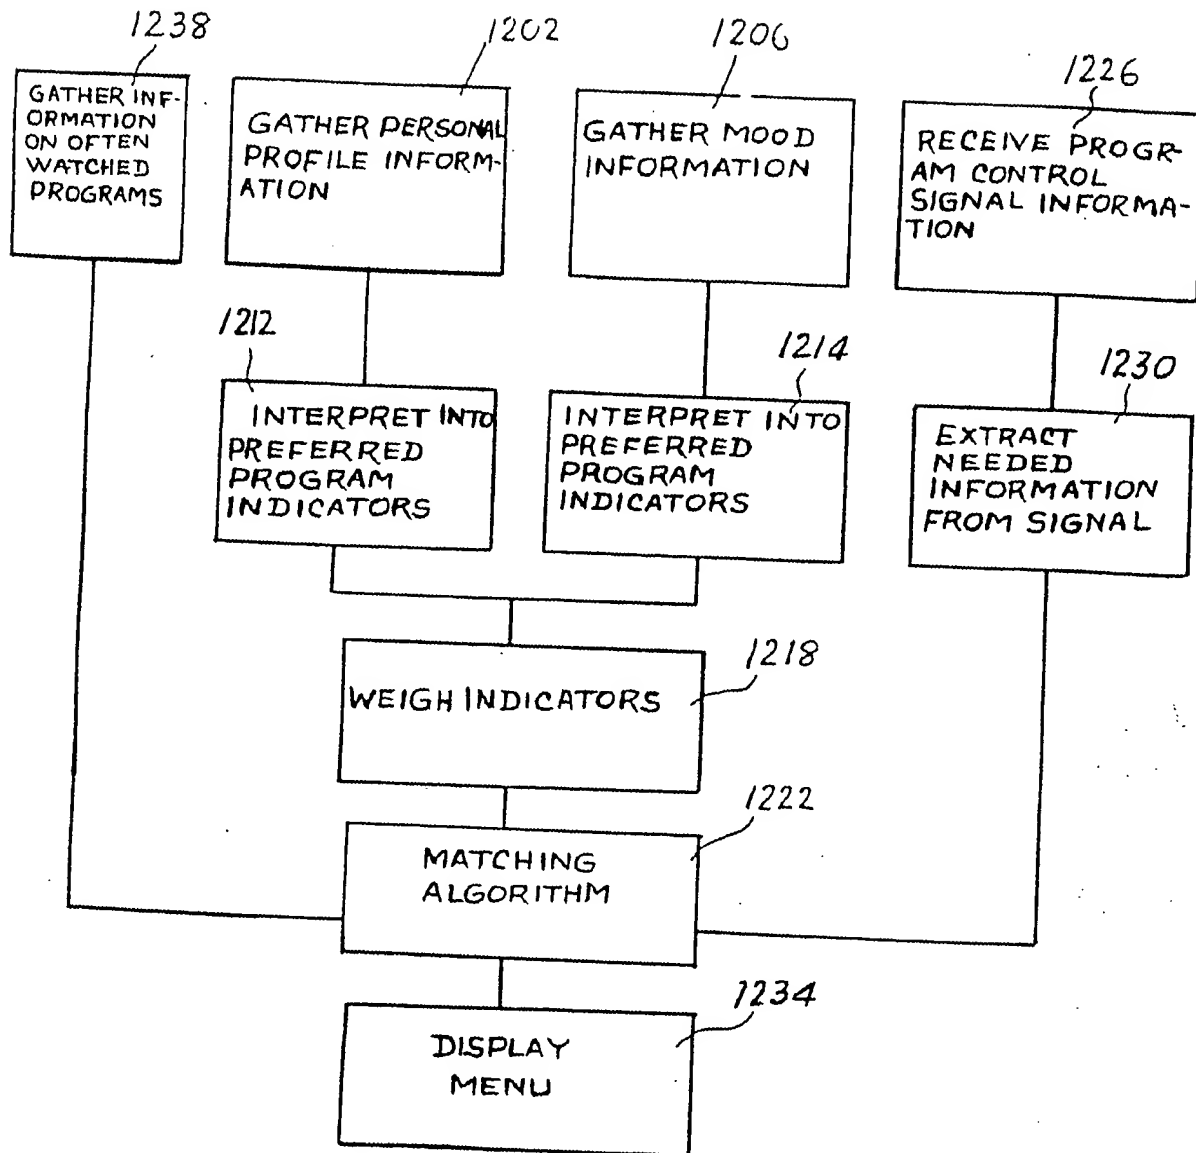 1238
1202
1206
1226
GATHER INF-
ORMATION
ON OFTEN
WATCHED
PROGRAMS
GATHER PERSONAL
PROFILE INFORM-
ATION
GATHER MOOD
INFORMATION
RECEIVE PROGR-
AM CONTROL
SIGNAL INFORMA-
TION
1212
1214
1230
INTERPRET INTO
PREFERRED
PROGRAM
INDICATORS
INTERPRET INTO
PREFERRED
PROGRAM
INDICATORS
EXTRACT
NEEDED
INFORMATION
FROM SIGNAL
1218
WEIGH INDICATORS
1222
MATCHING
ALGORITHM
1234
DISPLAY
MENU